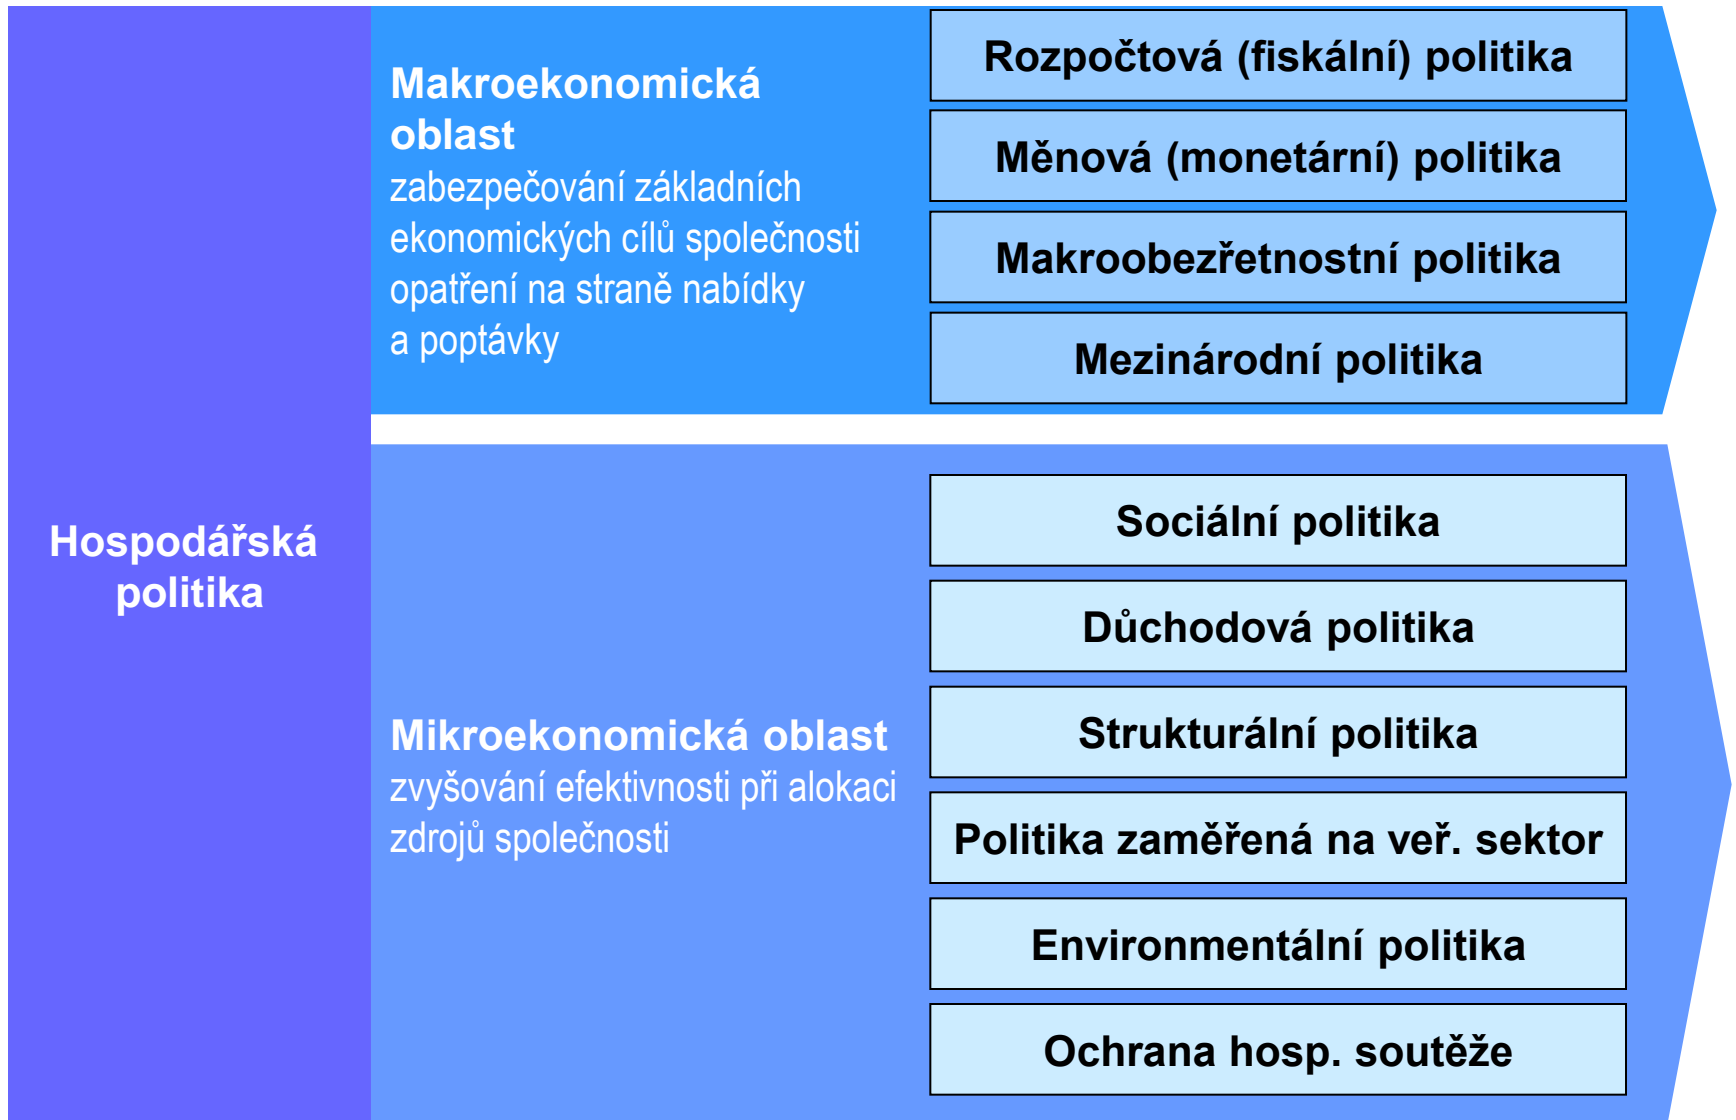 Hospodářská
politika
Makroekonomická
oblast
zabezpečování základních
ekonomických cílů společnosti
opatření na straně nabídky
a poptávky
Rozpočtová (fiskální) politika
Měnová (monetární) politika
Makroobezřetnostní politika
Mezinárodní politika
Mikroekonomická oblast
zvyšování efektivnosti při alokaci
zdrojů společnosti
Sociální politika
Důchodová politika
Strukturální politika
Politika zaměřená na veř. sektor
Environmentální politika
Ochrana hosp. soutěže